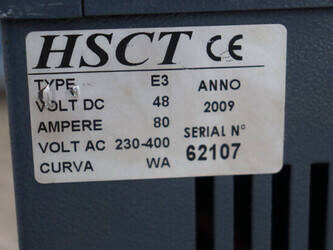 HSCT CE
TYPE E3 ANNO
VOLT DC 48 2009
AMPERE 80 SERIAL N°
VOLT AC 230-400 62107
CURVA WA